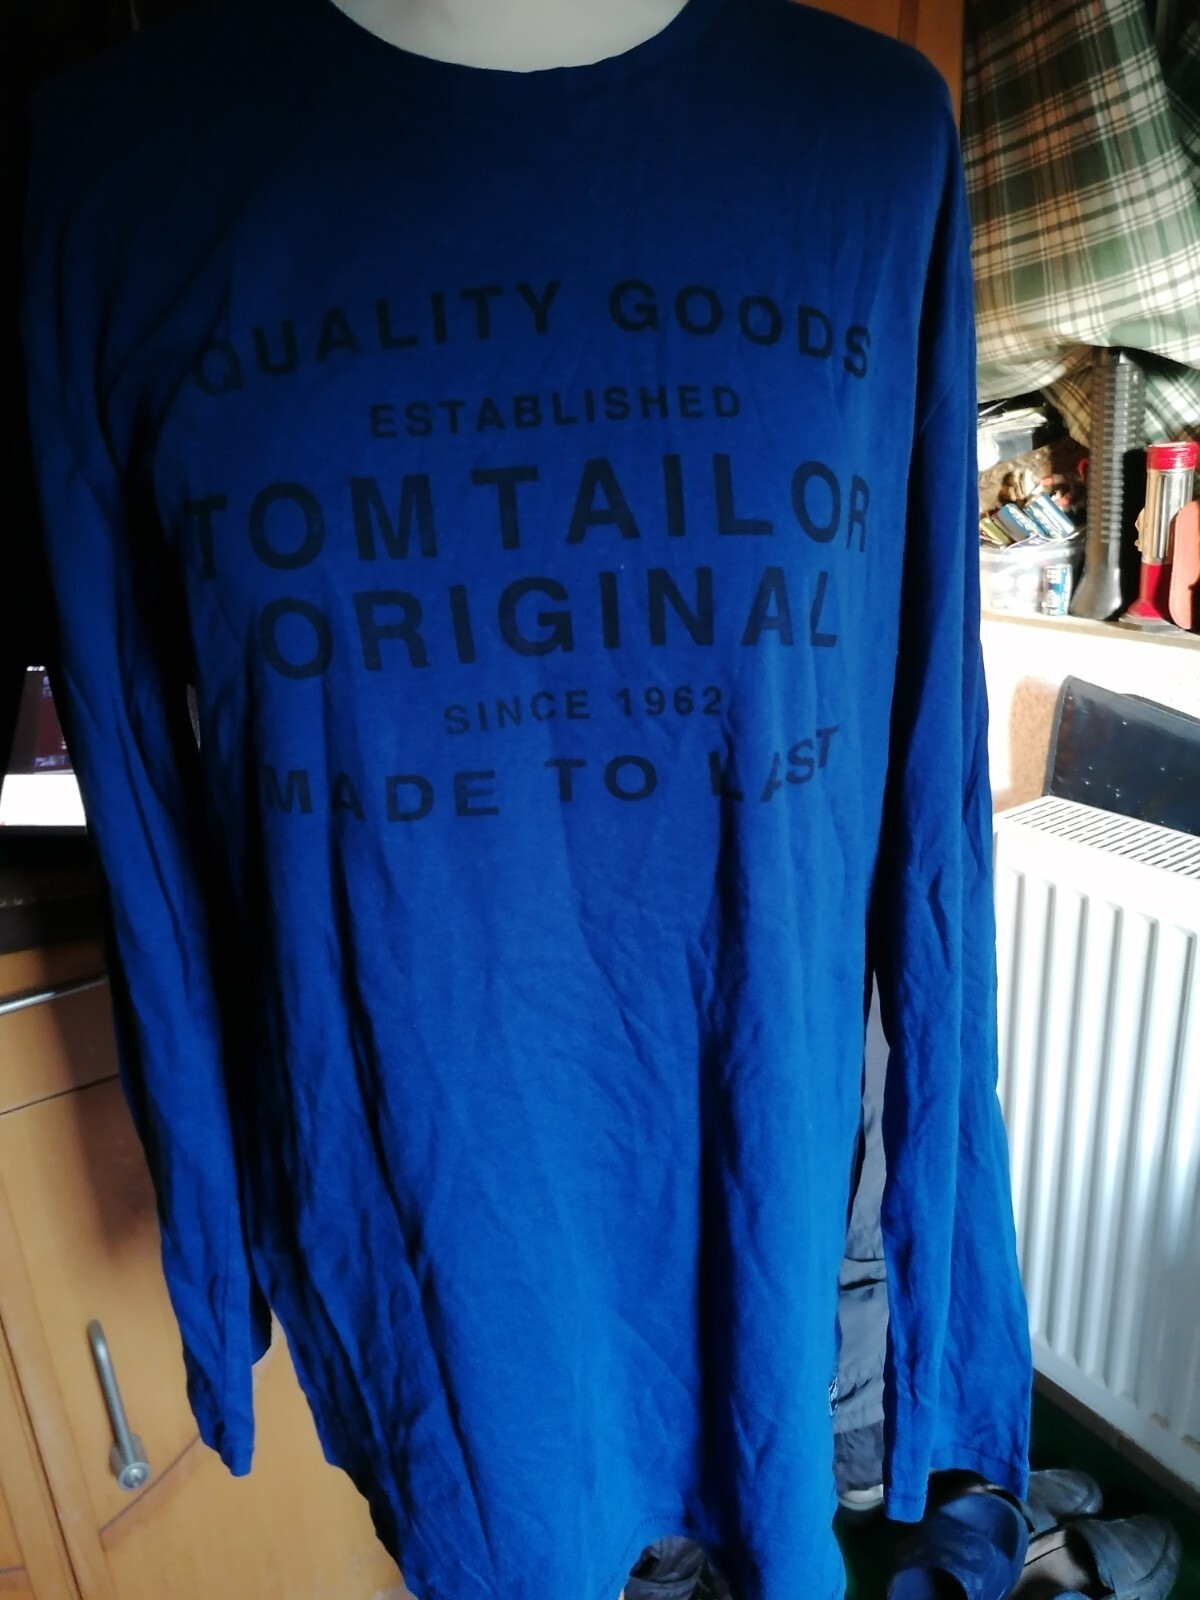 QUALITY GOODS
ESTABLISHED
TOM TAILOR
ORIGINAL
SINCE 1962
MADE TO LAST